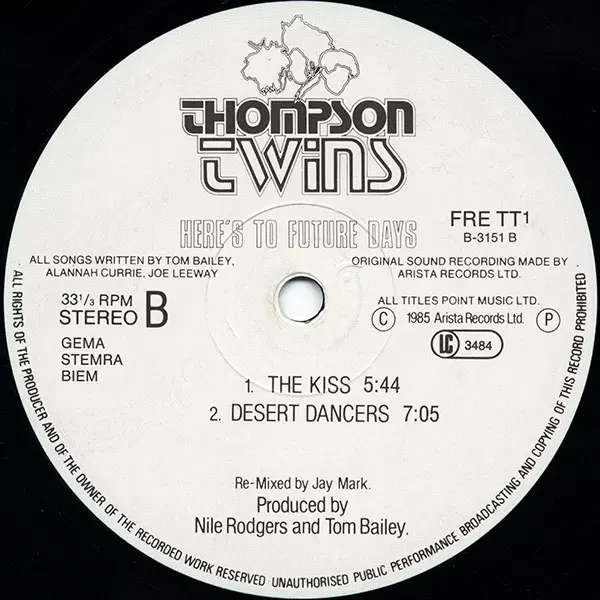 THOMPSON
TWINS
HERE'S TO FUTURE DAYS
FRE TT1
B-3151 B
ALL SONGS WRITTEN BY TOM BAILEY,
ALANNAH CURRIE, JOE LEEWAY
ORIGINAL SOUND RECORDING MADE BY
ARISTA RECORDS LTD.
33 1/3 RPM
STEREO B
GEMA
STEMRA
BIEM
ALL TITLES POINT MUSIC LTD.
C 1985 Arista Records Ltd. P
LC 3484
1. THE KISS 5:44
2. DESERT DANCERS 7:05
Re-Mixed by Jay Mark.
Produced by
Nile Rodgers and Tom Bailey.
ALL RIGHTS OF THE PRODUCER AND OF THE OWNER OF THE RECORDED WORK RESERVED · UNAUTHORISED PUBLIC PERFORMANCE BROADCASTING AND COPYING OF THIS RECORD PROHIBITED